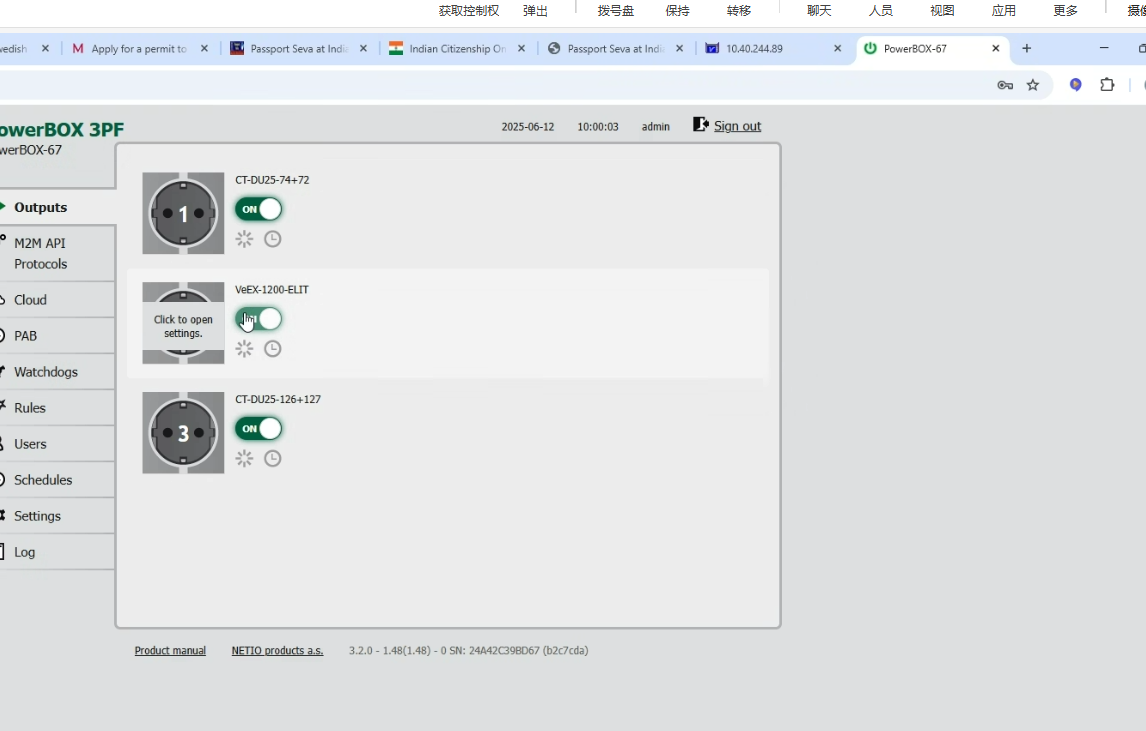 获取控制权 弹出 拨号盘 保持 转移 聊天 人员 视图 应用 更多 摄像
wedish Apply for a permit to Passport Seva at Indi Indian Citizenship On Passport Seva at Indi 10.40.244.89 PowerBOX-67
owerBOX 3PF
werBOX-67
2025-06-12 10:00:03 admin Sign out
Outputs
M2M API
Protocols
Cloud
PAB
Watchdogs
Rules
Users
Schedules
Settings
Log
CT-DU25-74+72
1
ON
VeEX-1200-ELIT
Click to open
settings.
CT-DU25-126+127
3
ON
Product manual NETIO products a.s. 3.2.0 - 1.48(1.48) - 0 SN: 24A42C39BD67 (b2c7cda)